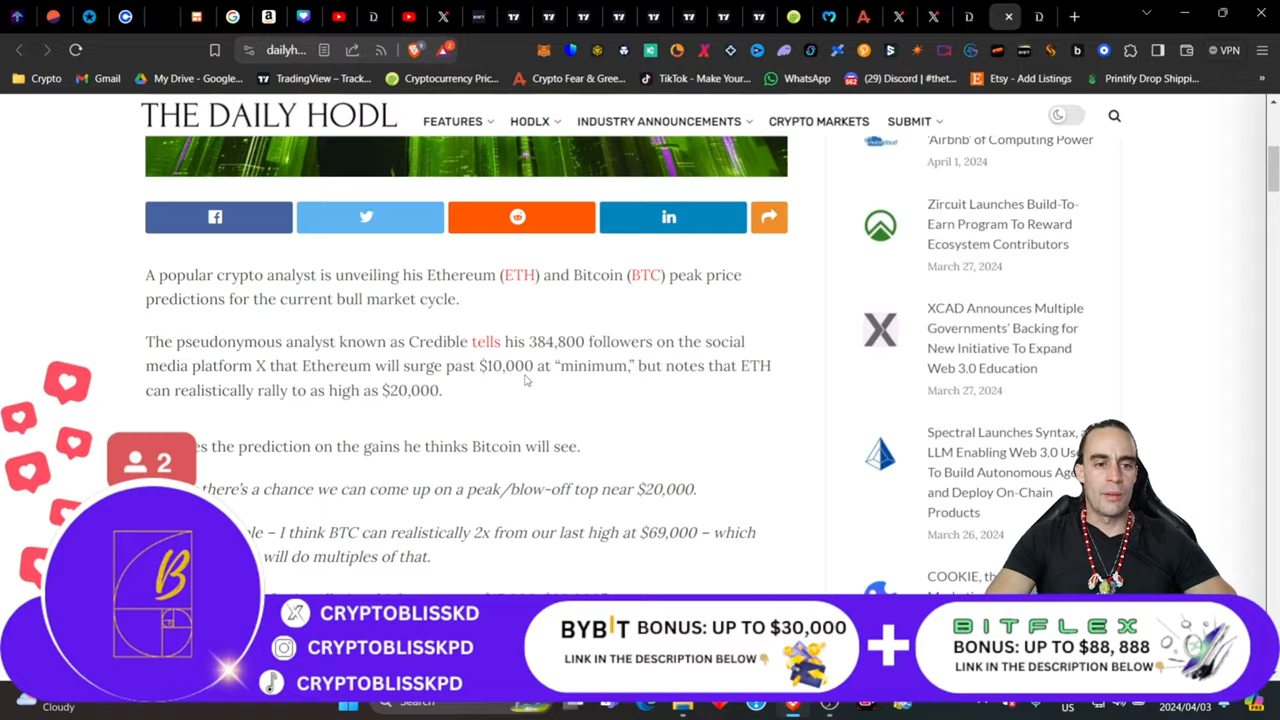 dailyh...
VPN
Crypto
Gmail
My Drive - Google...
TradingView – Track...
Cryptocurrency Pric...
Crypto Fear & Gree...
TikTok - Make Your...
WhatsApp
(29) Discord | #thet...
Etsy - Add Listings
Printify Drop Shippi...
THE DAILY HODL
FEATURES
HODLX
INDUSTRY ANNOUNCEMENTS
CRYPTO MARKETS
SUBMIT
'Airbnb' of Computing Power
April 1, 2024
Zircuit Launches Build-To-
Earn Program To Reward
Ecosystem Contributors
March 27, 2024
XCAD Announces Multiple
Governments' Backing for
New Initiative To Expand
Web 3.0 Education
March 27, 2024
Spectral Launches Syntax,
LLM Enabling Web 3.0
To Build Autonomous
and Deploy On-Chain
Products
March 26, 2024
COOKIE,
A popular crypto analyst is unveiling his Ethereum (ETH) and Bitcoin (BTC) peak price
predictions for the current bull market cycle.
The pseudonymous analyst known as Credible tells his 384,800 followers on the social
media platform X that Ethereum will surge past $10,000 at “minimum,” but notes that ETH
can realistically rally to as high as $20,000.
the prediction on the gains he thinks Bitcoin will see.
there's a chance we can come up on a peak/blow-off top near $20,000.
– I think BTC can realistically 2x from our last high at $69,000 – which
will do multiples of that.
2
B
CRYPTOBLISSKD
CRYPTOBLISSKPD
CRYPTOBLISSKPD
BYBIT BONUS: UP TO $30,000
LINK IN THE DESCRIPTION BELOW
+
BITFLEX
BONUS: UP TO $88, 888
LINK IN THE DESCRIPTION BELOW
Cloudy
Search
US
2024/04/03